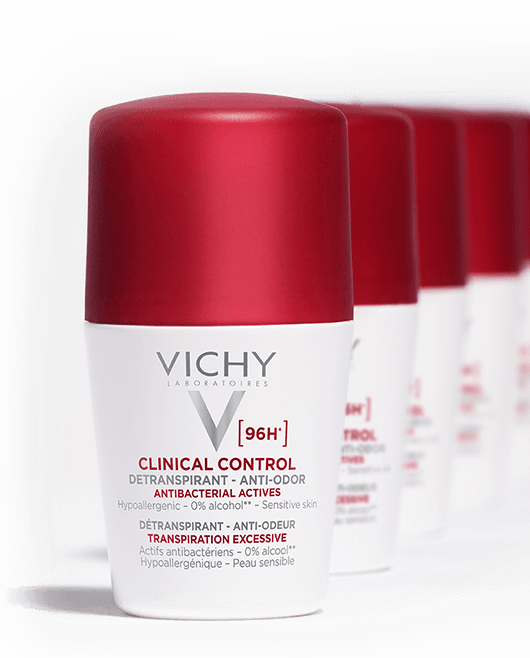 VICHY
LABORATOIRES
[96H*]
CLINICAL CONTROL
DETRANSPIRANT - ANTI-ODOR
ANTIBACTERIAL ACTIVES
Hypoallergenic – 0% alcohol** – Sensitive skin
DÉTRANSPIRANT - ANTI-ODEUR
TRANSPIRATION EXCESSIVE
Actifs antibactériens – 0% alcool**
Hypoallergénique – Peau sensible